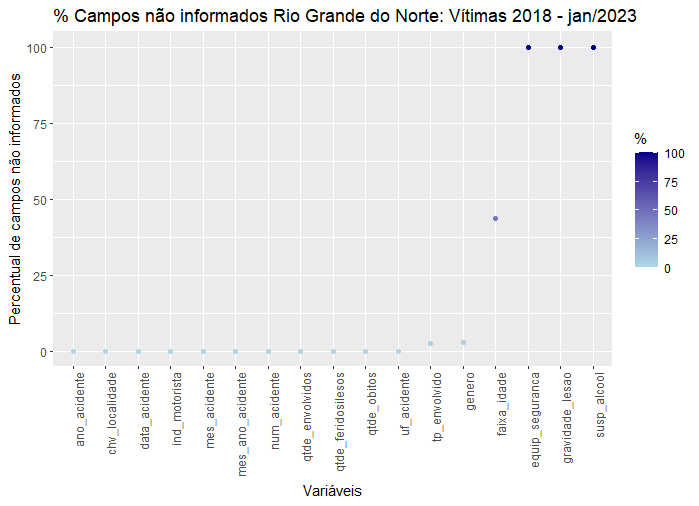 % Campos não informados Rio Grande do Norte: Vítimas 2018 - jan/2023
Percentual de campos não informados
100
75
50
25
0
ano_acidente
chv_localidade
data_acidente
ind_motorista
mes_acidente
mes_ano_acidente
num_acidente
qtde_envolvidos
qtde_feridosilesos
qtde_obitos
uf_acidente
tp_envolvido
genero
faixa_idade
equip_seguranca
gravidade_lesao
susp_alcool
Variáveis
%
100
75
50
25
0